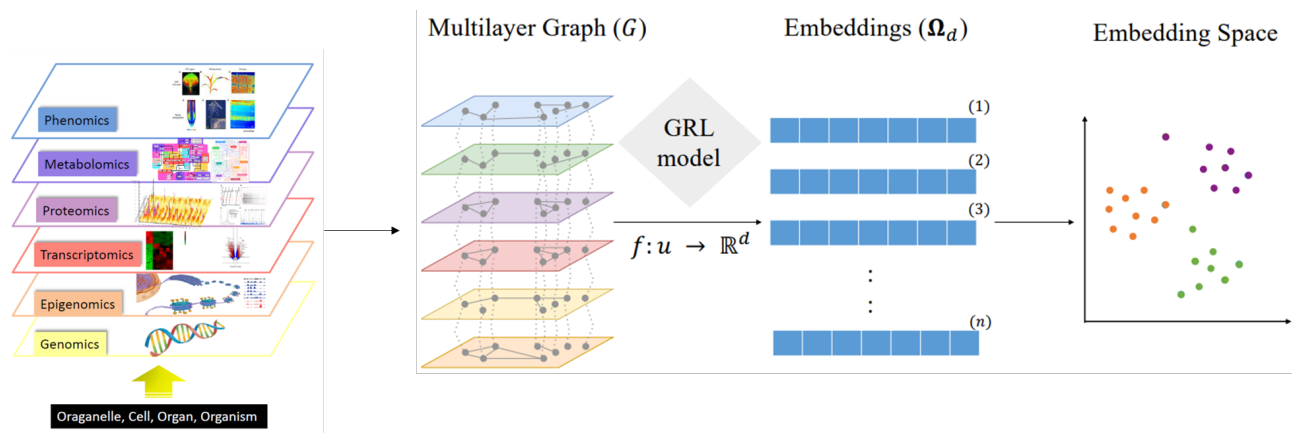 Phenomics
Metabolomics
Proteomics
Transcriptomics
Epigenomics
Genomics
Oraganelle, Cell, Organ, Organism
Multilayer Graph (G)
GRL
model
f: u → ℝᵈ
Embeddings (Ω_d)
(1)
(2)
(3)
⋮
(n)
Embedding Space